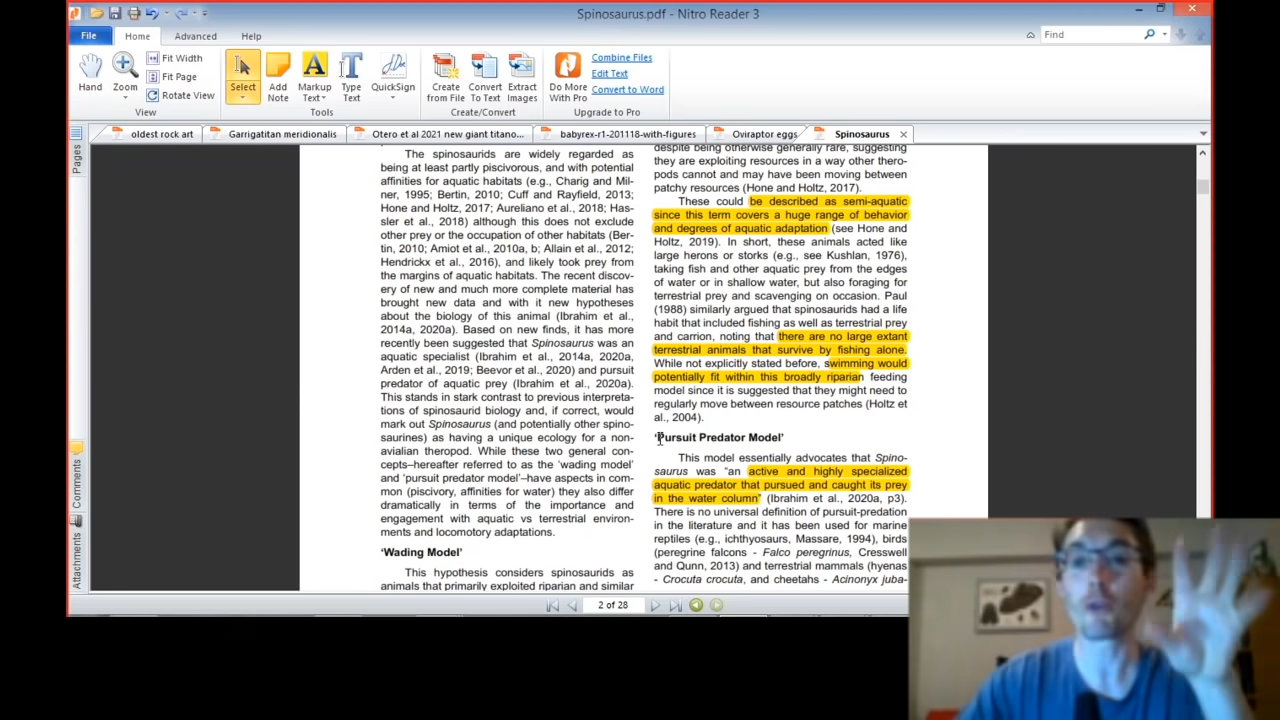 Spinosaurus.pdf - Nitro Reader 3
File
Home
Advanced
Help
Find
Hand
Zoom
Fit Width
Fit Page
Rotate View
View
Select
Add Note
Markup Text
Type Text
QuickSign
Tools
Create from File
Convert To Text
Extract Images
Create/Convert
Do More With Pro
Combine Files
Edit Text
Convert to Word
Upgrade to Pro
oldest rock art
Garrigatitan meridionalis
Otero et al 2021 new giant titano...
babyrex-r1-201118-with-figures
Oviraptor eggs
Spinosaurus
Pages
Comments
Attachments
The spinosaurids are widely regarded as
being at least partly piscivorous, and with potential
affinities for aquatic habitats (e.g., Charig and Mil-
ner, 1995; Bertin, 2010; Cuff and Rayfield, 2013;
Hone and Holtz, 2017; Aureliano et al., 2018; Has-
sler et al., 2018) although this does not exclude
other prey or the occupation of other habitats (Ber-
tin, 2010; Amiot et al., 2010a, b; Allain et al., 2012;
Hendrickx et al., 2016), and likely took prey from
the margins of aquatic habitats. The recent discov-
ery of new and much more complete material has
brought new data and with it new hypotheses
about the biology of this animal (Ibrahim et al.,
2014a, 2020a). Based on new finds, it has more
recently been suggested that Spinosaurus was an
aquatic specialist (Ibrahim et al., 2014a, 2020a,
Arden et al., 2019; Beevor et al., 2020) and pursuit
predator of aquatic prey (Ibrahim et al., 2020a).
This stands in stark contrast to previous interpreta-
tions of spinosaurid biology and, if correct, would
mark out Spinosaurus (and potentially other spino-
saurines) as having a unique ecology for a non-
avialian theropod. While these two general con-
cepts–hereafter referred to as the 'wading model'
and 'pursuit predator model'–have aspects in com-
mon (piscivory, affinities for water) they also differ
dramatically in terms of the importance and
engagement with aquatic vs terrestrial environ-
ments and locomotory adaptations.
'Wading Model'
This hypothesis considers spinosaurids as
animals that primarily exploited riparian and similar
despite being otherwise generally rare, suggesting
they are exploiting resources in a way other thero-
pods cannot and may have been moving between
patchy resources (Hone and Holtz, 2017).
These could be described as semi-aquatic
since this term covers a huge range of behavior
and degrees of aquatic adaptation (see Hone and
Holtz, 2019). In short, these animals acted like
large herons or storks (e.g., see Kushlan, 1976),
taking fish and other aquatic prey from the edges
of water or in shallow water, but also foraging for
terrestrial prey and scavenging on occasion. Paul
(1988) similarly argued that spinosaurids had a life
habit that included fishing as well as terrestrial prey
and carrion, noting that there are no large extant
terrestrial animals that survive by fishing alone.
While not explicitly stated before, swimming would
potentially fit within this broadly riparian feeding
model since it is suggested that they might need to
regularly move between resource patches (Holtz et
al., 2004).
'Pursuit Predator Model'
This model essentially advocates that Spino-
saurus was "an active and highly specialized
aquatic predator that pursued and caught its prey
in the water column" (Ibrahim et al., 2020a, p3).
There is no universal definition of pursuit-predation
in the literature and it has been used for marine
reptiles (e.g., ichthyosaurs, Massare, 1994), birds
(peregrine falcons - Falco peregrinus, Cresswell
and Qunn, 2013) and terrestrial mammals (hyenas
- Crocuta crocuta, and cheetahs - Acinonyx juba-
2 of 28